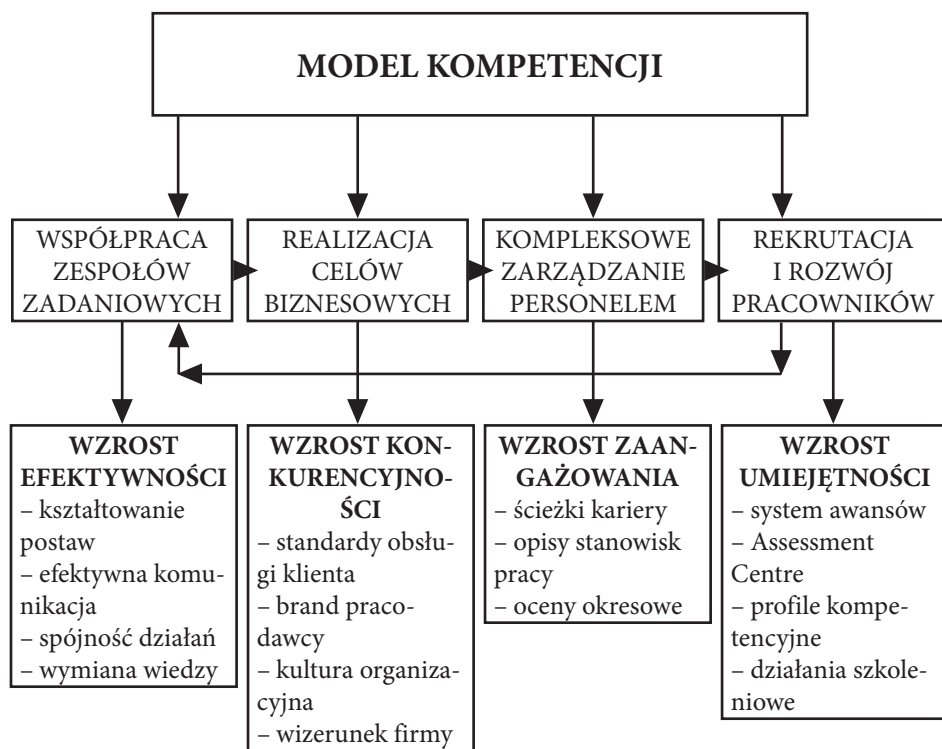 MODEL KOMPETENCJI
WSPÓŁPRACA
ZESPOŁÓW
ZADANIOWYCH
REALIZACJA
CELÓW
BIZNESOWYCH
KOMPLEKSOWE
ZARZĄDZANIE
PERSONELEM
REKRUTACJA
I ROZWÓJ
PRACOWNIKÓW
WZROST
EFEKTYWNOŚCI
– kształtowanie
postaw
– efektywna komu-
nikacja
– spójność działań
– wymiana wiedzy
WZROST KON-
KURENCYJNO-
ŚCI
– standardy obsłu-
gi klienta
– brand praco-
dawcy
– kultura organiza-
cyjna
– wizerunek firmy
WZROST ZAAN-
GAŻOWANIA
– ścieżki kariery
– opisy stanowisk
pracy
– oceny okresowe
WZROST
UMIEJĘTNOŚCI
– system awansów
– Assessment
Centre
– profile kompe-
tencyjne
– działania szkole-
niowe